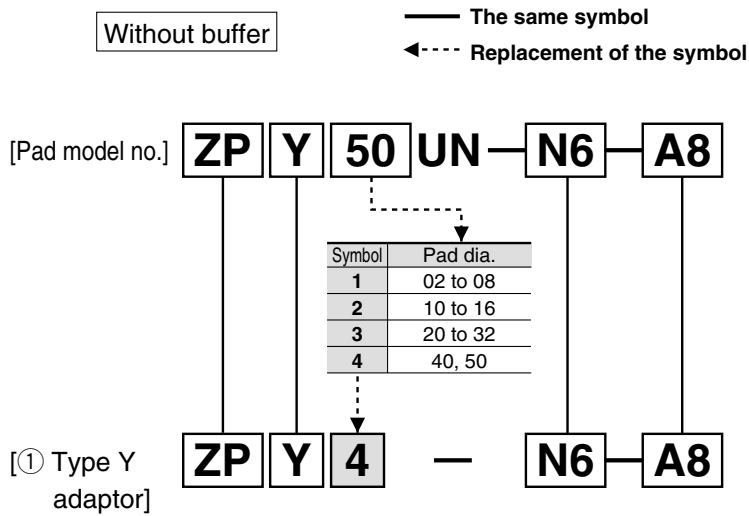 Without buffer
The same symbol
Replacement of the symbol
[Pad model no.] ZP Y 50 UN — N6 — A8
Symbol Pad dia.
1 02 to 08
2 10 to 16
3 20 to 32
4 40, 50
[① Type Y ZP Y 4 — N6 — A8
adaptor]